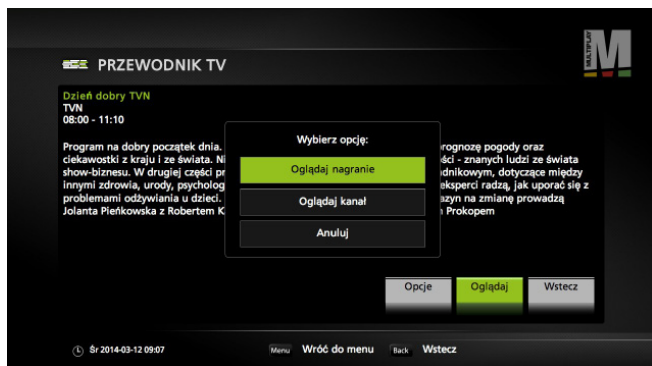 MULTIPLAY
M
PRZEWODNIK TV
Dzień dobry TVN
TVN
08:00 - 11:10
Program na dobry początek dnia. rognozę pogody oraz
ciekawostki z kraju i ze świata. Ni ści - znanych ludzi ze świata
show-biznesu. W drugiej części pr dnikowym, dotyczące między
innymi zdrowia, urody, psycholog eksperci radzą, jak uporać się z
problemami odżywiania u dzieci. azyn na zmianę prowadzą
Jolanta Pieńkowska z Robertem K Prokopem
Wybierz opcję:
Oglądaj nagranie
Oglądaj kanał
Anuluj
Opcje Oglądaj Wstecz
Śr 2014-03-12 09:07 Menu Wróć do menu Back Wstecz